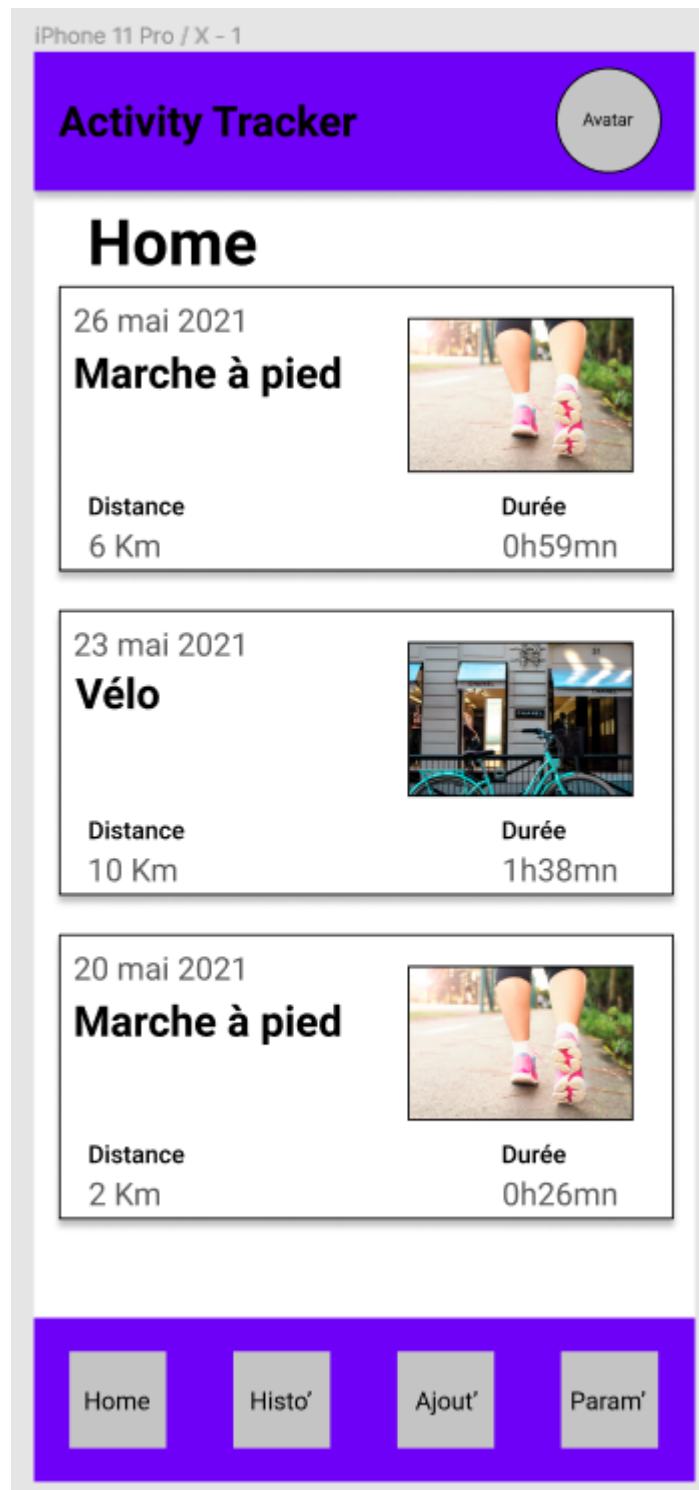 iPhone 11 Pro / X - 1
Activity Tracker
Avatar
Home
26 mai 2021
Marche à pied
Distance
Durée
6 Km
0h59mn
23 mai 2021
Vélo
31
CHANEL
Distance
Durée
10 Km
1h38mn
20 mai 2021
Marche à pied
Distance
Durée
2 Km
0h26mn
Home
Histo’
Ajout’
Param’